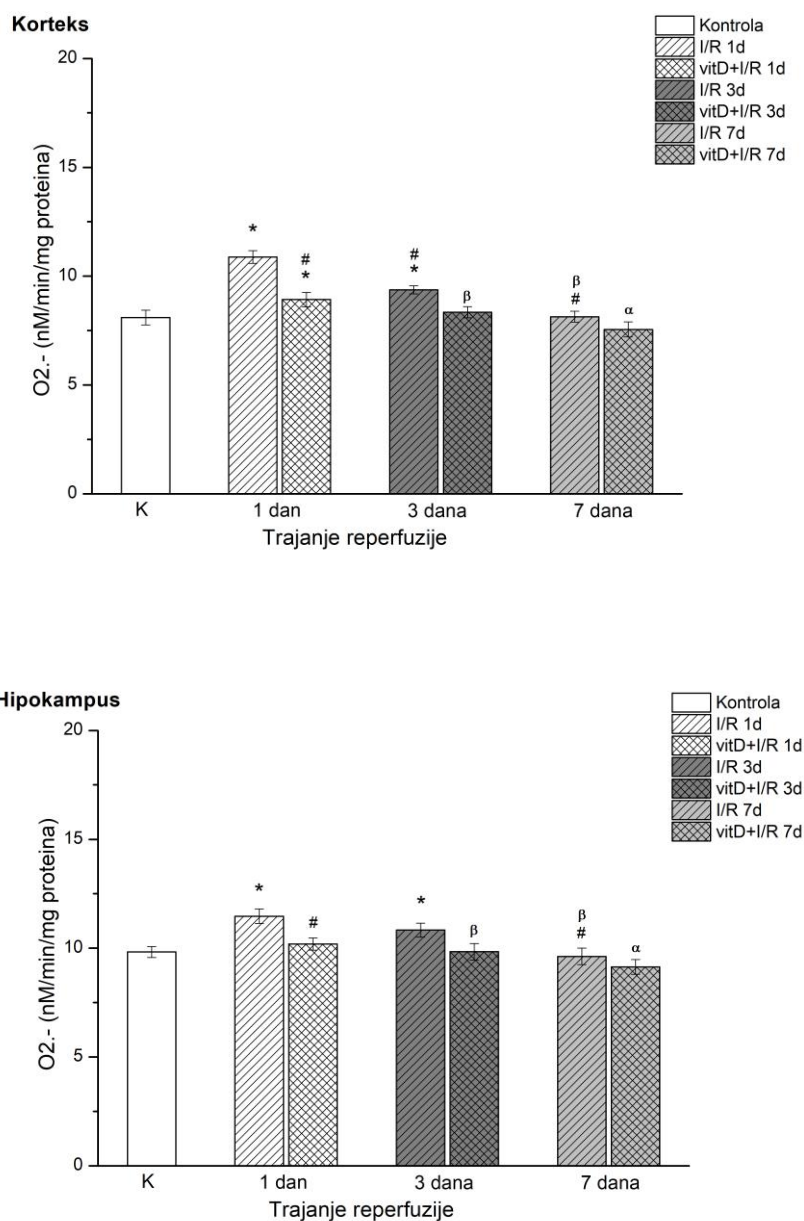 Korteks
Kontrola
I/R 1d
vitD+I/R 1d
I/R 3d
vitD+I/R 3d
I/R 7d
vitD+I/R 7d
20
15
10
5
0
O2.- (nM/min/mg proteina)
*
#
*
#
*
β
β
#
α
K 1 dan 3 dana 7 dana
Trajanje reperfuzije
Hipokampus
Kontrola
I/R 1d
vitD+I/R 1d
I/R 3d
vitD+I/R 3d
I/R 7d
vitD+I/R 7d
20
15
10
5
0
O2.- (nM/min/mg proteina)
*
#
*
β
β
#
α
K 1 dan 3 dana 7 dana
Trajanje reperfuzije